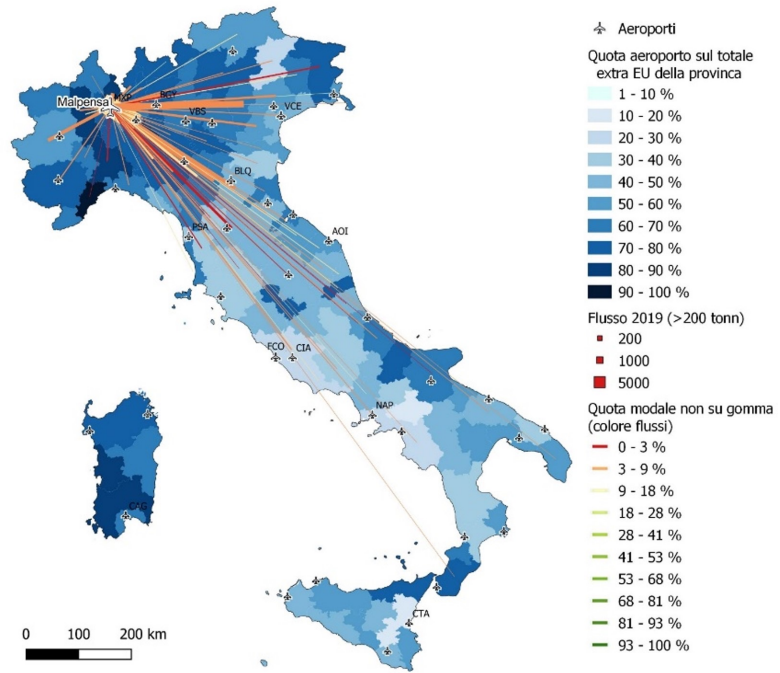 Aeroporti
Quota aeroporto sul totale
extra EU della provinca
1 - 10 %
10 - 20 %
20 - 30 %
30 - 40 %
40 - 50 %
50 - 60 %
60 - 70 %
70 - 80 %
80 - 90 %
90 - 100 %
Flusso 2019 (>200 tonn)
200
1000
5000
Quota modale non su gomma
(colore flussi)
0 - 3 %
3 - 9 %
9 - 18 %
18 - 28 %
28 - 41 %
41 - 53 %
53 - 68 %
68 - 81 %
81 - 93 %
93 - 100 %
MXP
BGY
Malpensa
VCE
VBS
BLQ
PSA
AOI
FCO
CIA
NAP
CAG
CTA
0 100 200 km